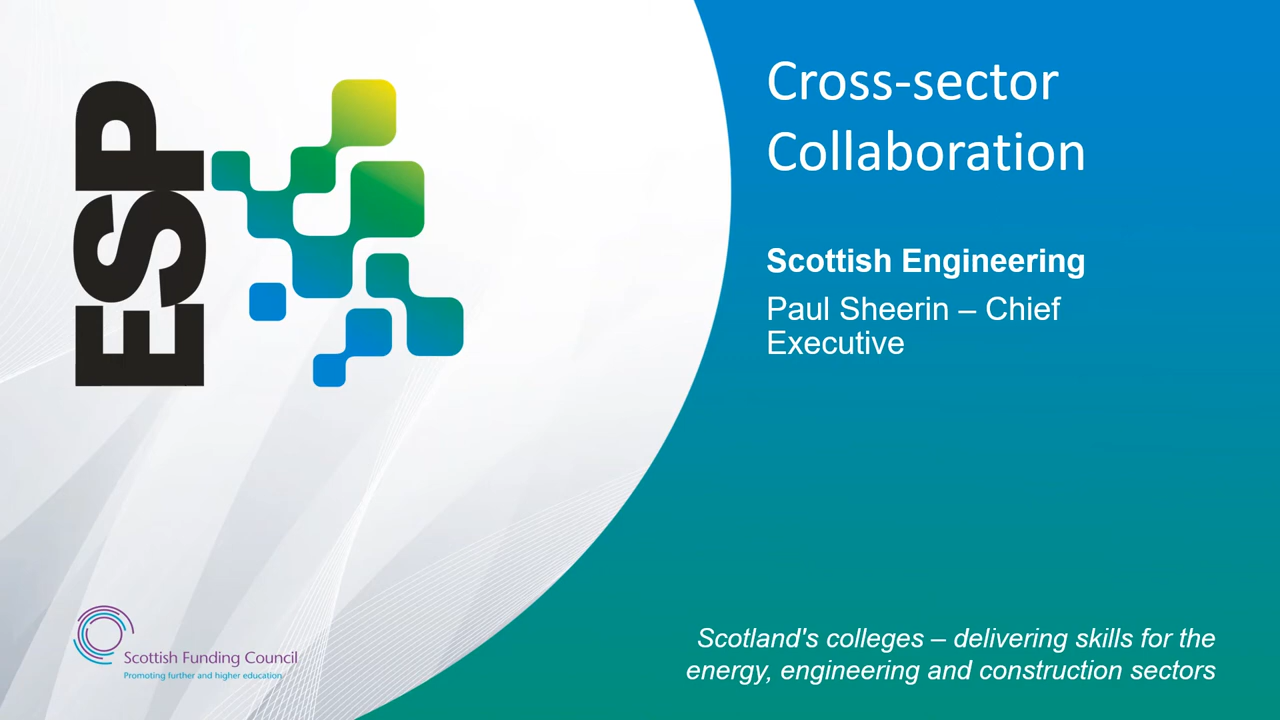 ESP
Cross-sector
Collaboration
Scottish Engineering
Paul Sheerin – Chief
Executive
Scottish Funding Council
Promoting further and higher education
Scotland's colleges – delivering skills for the
energy, engineering and construction sectors